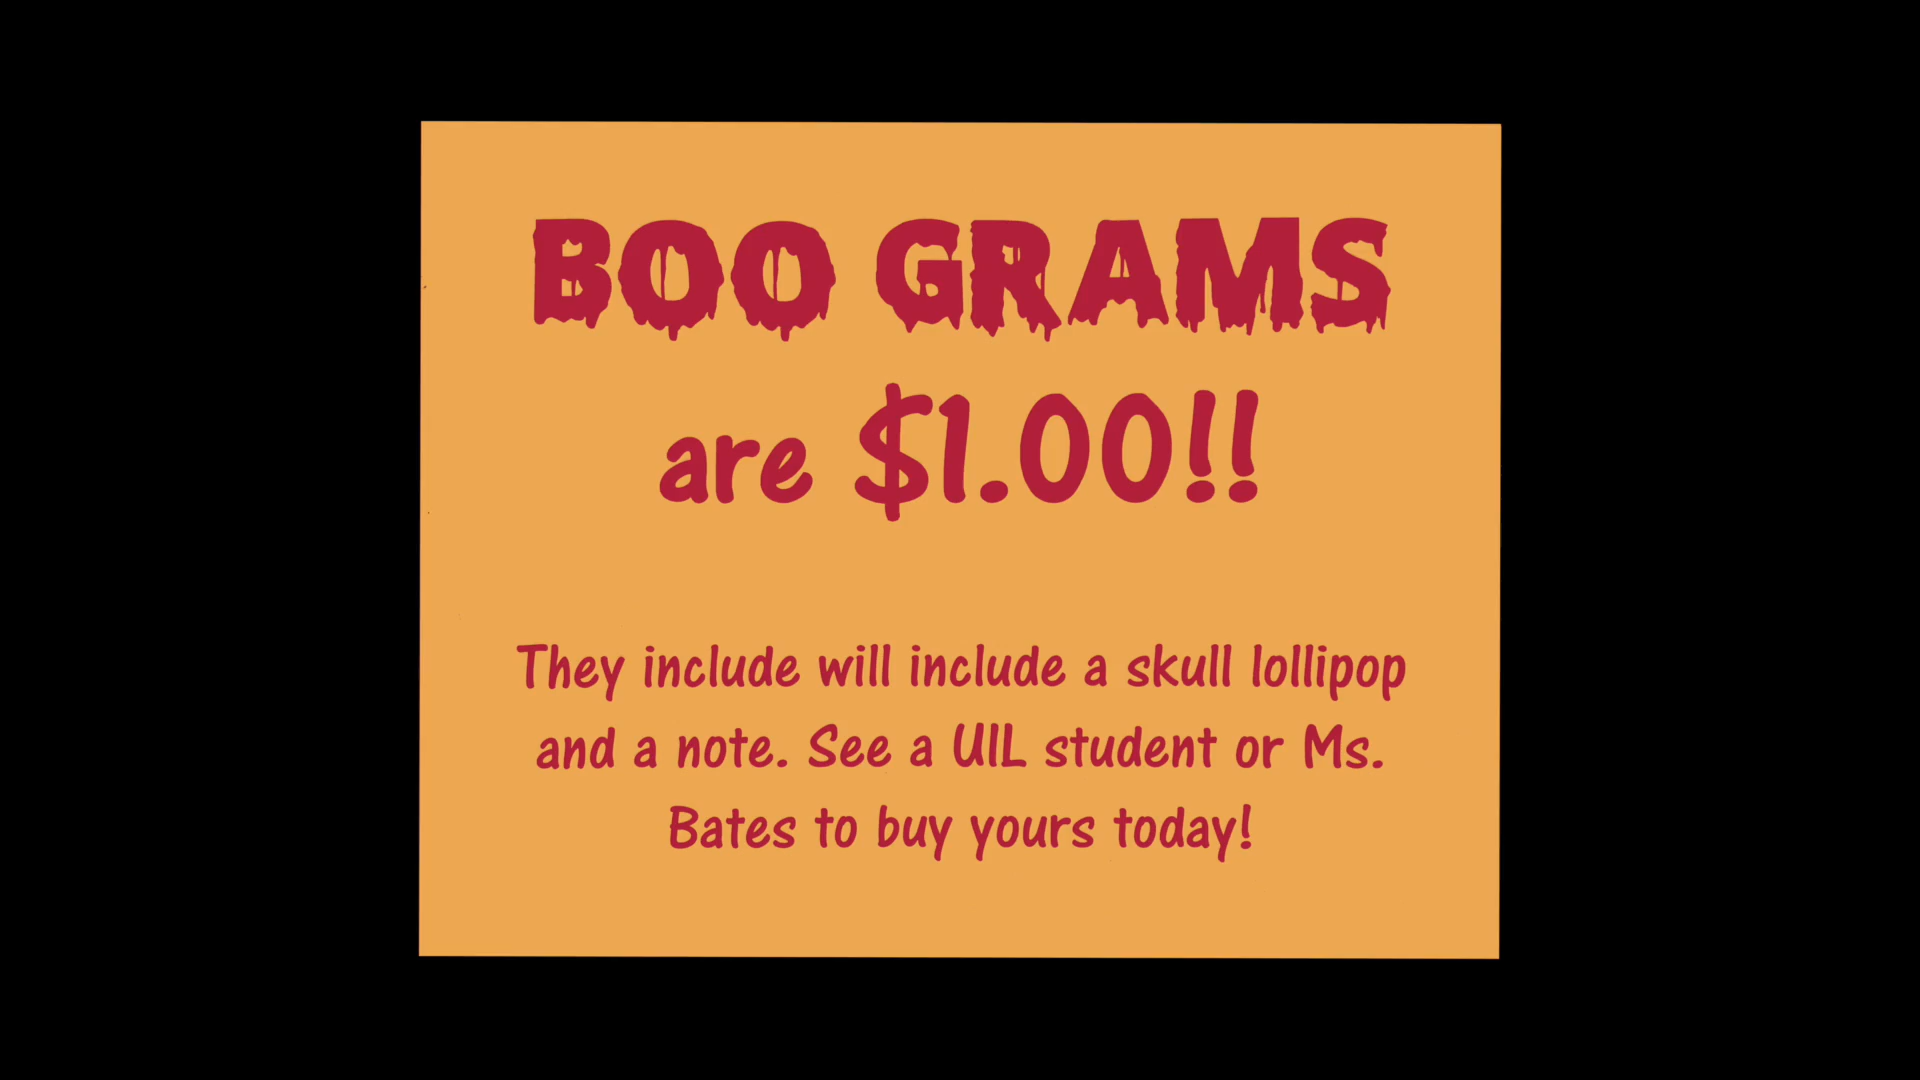 BOO GRAMS
are $1.00!!
They include will include a skull lollipop
and a note. See a UIL student or Ms.
Bates to buy yours today!